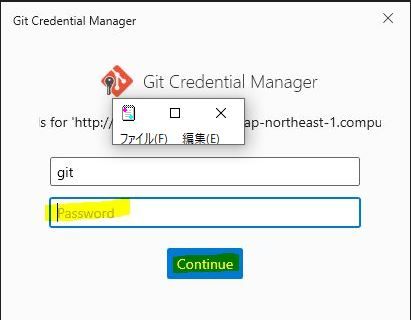 Git Credential Manager
Git Credential Manager
ファイル(F) 編集(E)
ls for 'http:/ ap-northeast-1.compu
git
Password
Continue